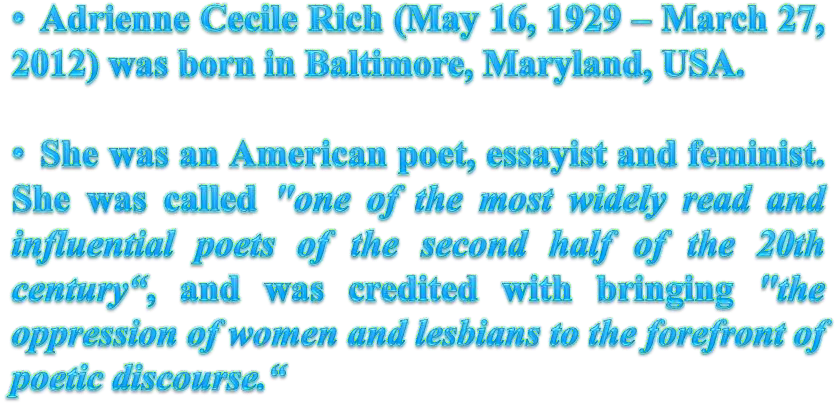 • Adrienne Cecile Rich (May 16, 1929 – March 27,
2012) was born in Baltimore, Maryland, USA.
• She was an American poet, essayist and feminist.
She was called "one of the most widely read and
influential poets of the second half of the 20th
century“, and was credited with bringing "the
oppression of women and lesbians to the forefront of
poetic discourse.“